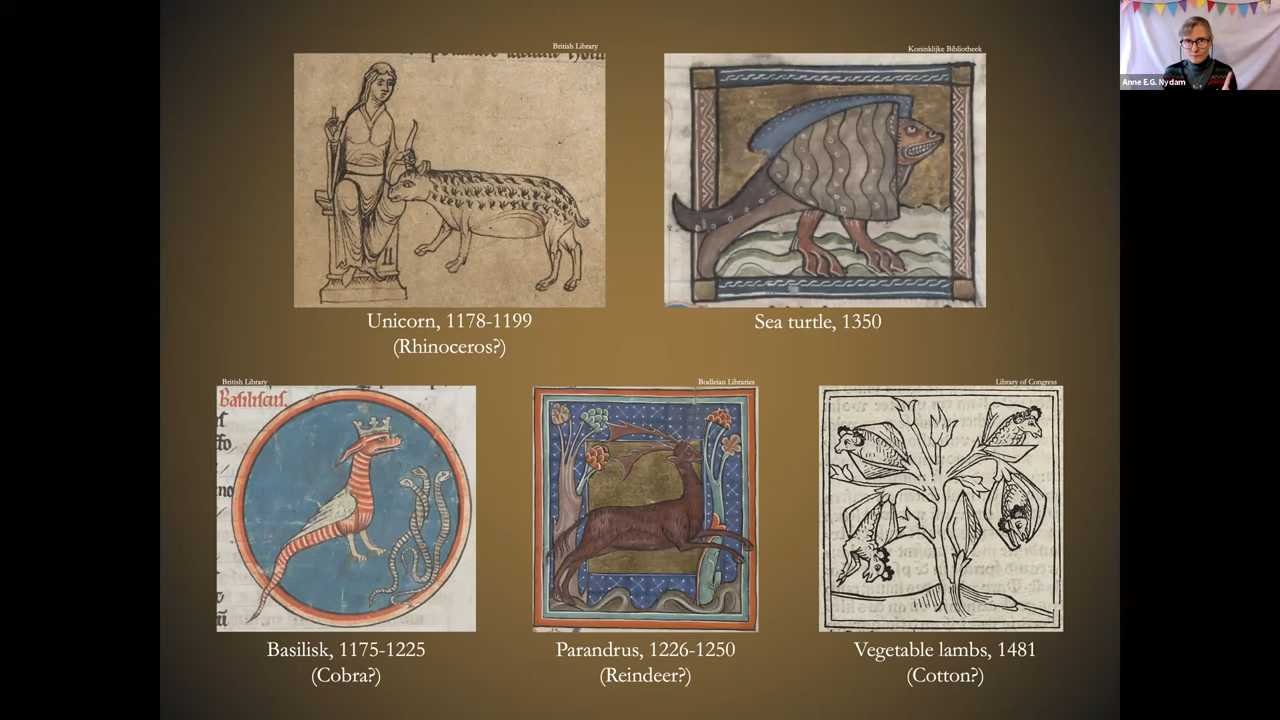 British Library
Koninklijke Bibliotheek
Anne E.G. Nydam
Unicorn, 1178-1199
(Rhinoceros?)
Sea turtle, 1350
British Library
Bodleian Libraries
Library of Congress
Basilisk, 1175-1225
(Cobra?)
Parandrus, 1226-1250
(Reindeer?)
Vegetable lambs, 1481
(Cotton?)